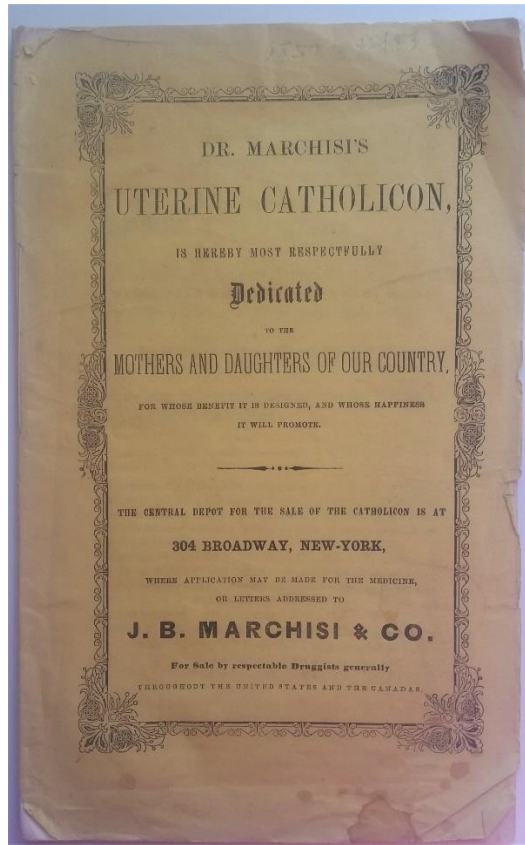 DR. MARCHISI'S
UTERINE CATHOLICON,
IS HEREBY MOST RESPECTFULLY
Dedicated
TO THE
MOTHERS AND DAUGHTERS OF OUR COUNTRY,
FOR WHOSE BENEFIT IT IS DESIGNED, AND WHOSE HAPPINESS
IT WILL PROMOTE.
THE CENTRAL DEPOT FOR THE SALE OF THE CATHOLICON IS AT
304 BROADWAY, NEW-YORK,
WHERE APPLICATION MAY BE MADE FOR THE MEDICINE,
OR LETTERS ADDRESSED TO
J. B. MARCHISI & CO.
For Sale by respectable Druggists generally
THROUGHOUT THE UNITED STATES AND THE CANADAS.